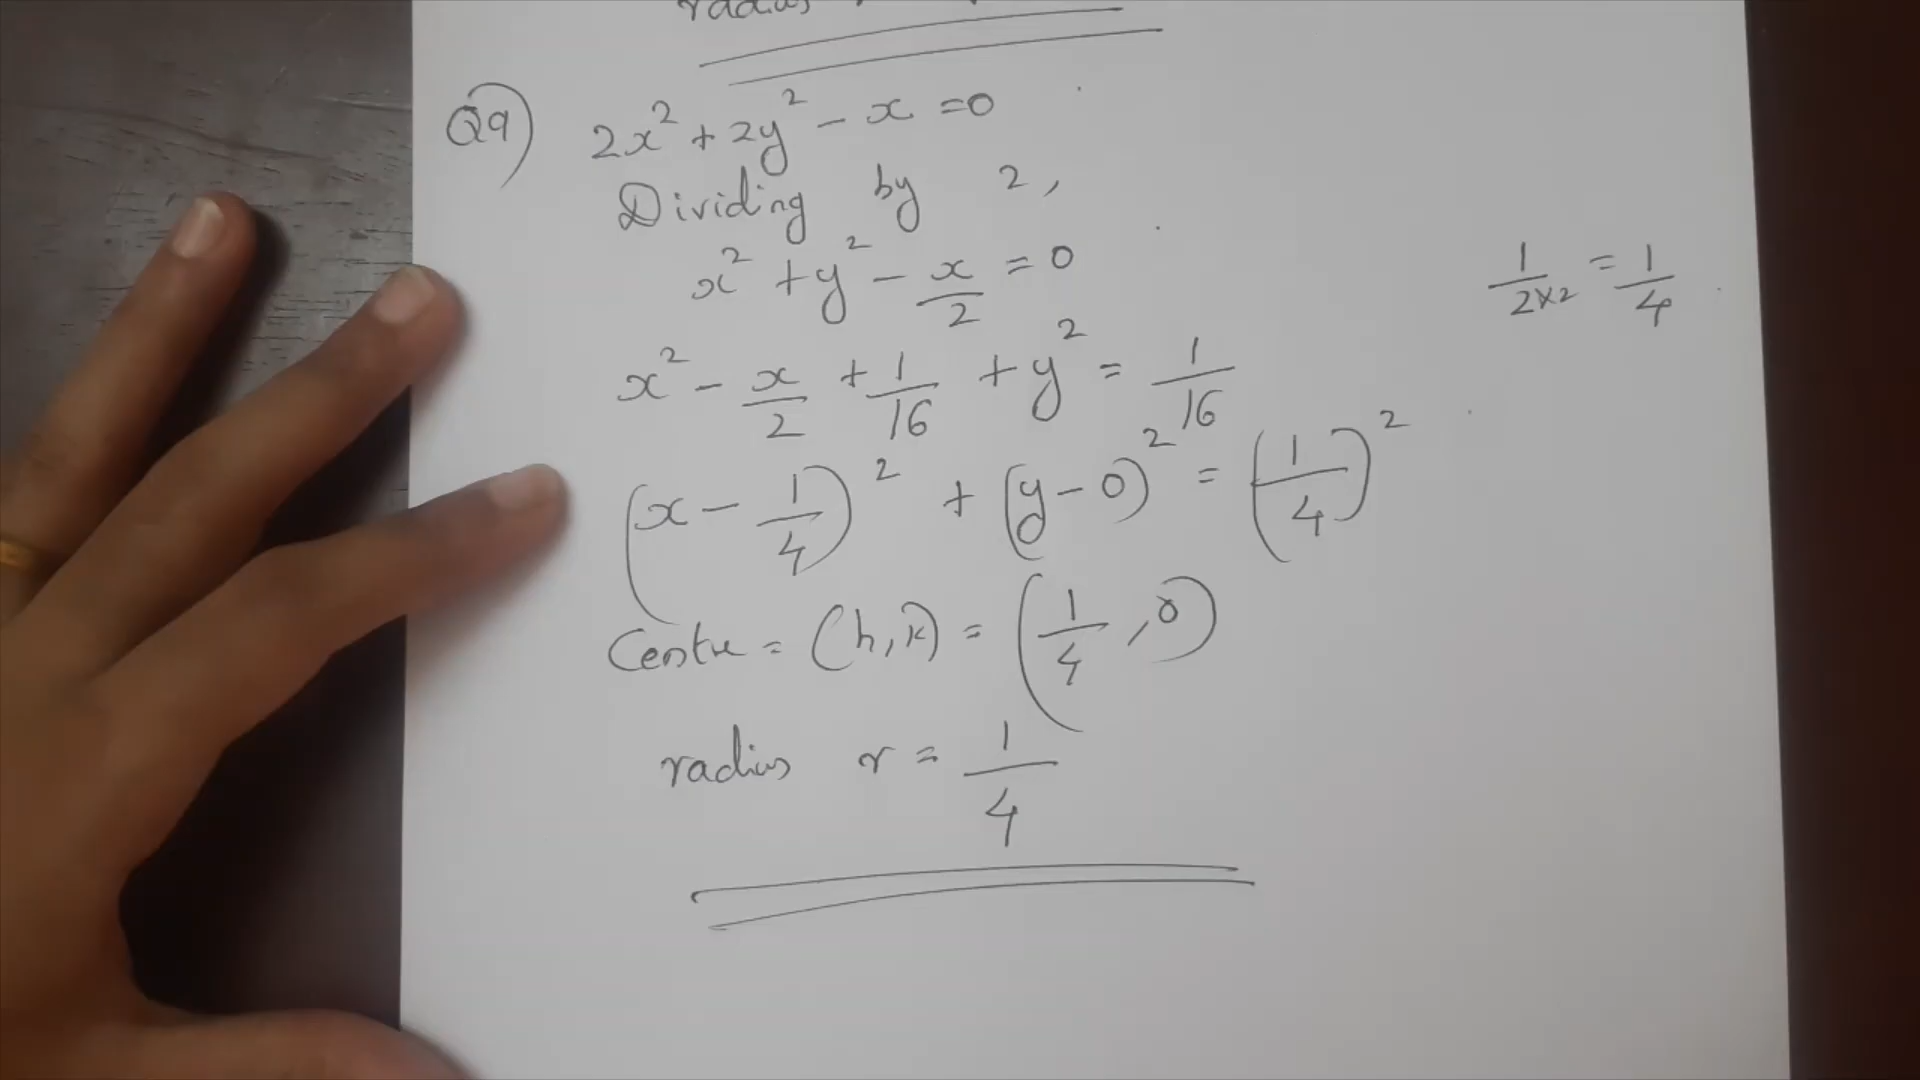 radius
Q9) 2x² + 2y² - x = 0
Dividing by 2,
x² + y² - x/2 = 0
1/2×2 = 1/4
x² - x/2 + 1/16 + y² = 1/16
(x - 1/4)² + (y - 0)² = (1/4)²
Centre = (h, k) = (1/4, 0)
radius r = 1/4